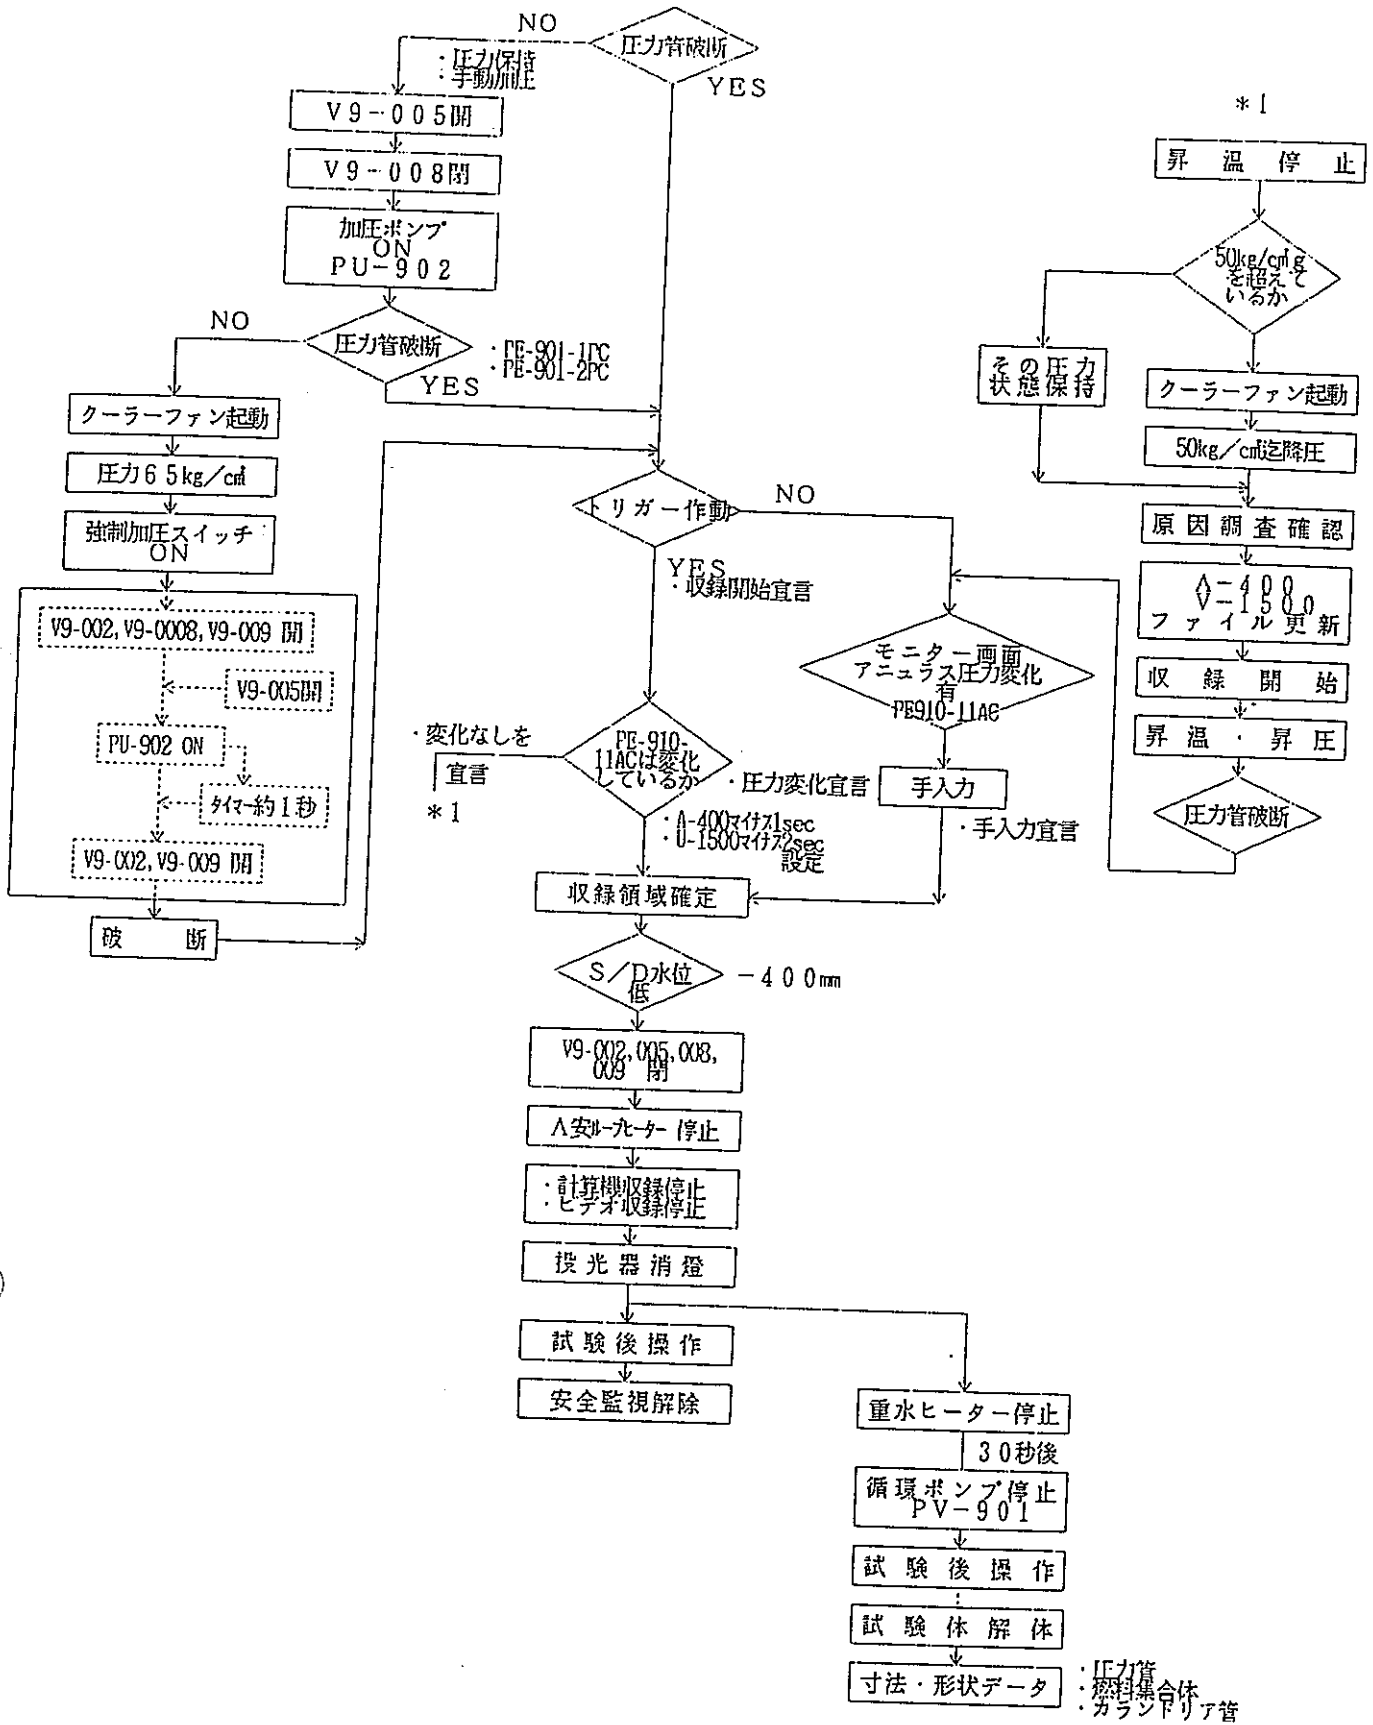 圧力管破断
NO
YES
・圧力保持
・手動加圧
V9-005開
V9-008閉
加圧ポンプ
ON
PU-902
圧力管破断
NO
YES
・PE-901-1PC
・PE-901-2PC
クーラーファン起動
圧力65kg/c㎡
強制加圧スイッチ
ON
V9-002, V9-0008, V9-009 開
V9-005開
PU-902 ON
タイマー約1秒
V9-002, V9-009 開
破 断
トリガー作動
NO
YES
・収録開始宣言
モニター画面
アニュラス圧力変化
有
PE910-11AC
PE-910-
11ACは変化
しているか
・変化なしを
宣言
*1
・圧力変化宣言
・A-400マイナス1sec
・U-1500マイナス2sec
設定
手入力
・手入力宣言
収録領域確定
S/D水位
低
-400mm
V9-002, 005, 008,
009 閉
A安ループヒーター 停止
・計算機収録停止
・ビデオ収録停止
投光器消燈
試験後操作
安全監視解除
重水ヒーター停止
30秒後
循環ポンプ停止
PV-901
試験後操作
試験体解体
寸法・形状データ
・圧力管
・燃料集合体
・カランドリア管
*1
昇温停止
50kg/c㎡g
を超えて
いるか
その圧力
状態保持
クーラーファン起動
50kg/c㎡迄降圧
原因調査確認
A-400
V-1500
ファイル更新
収録開始
昇温・昇圧
圧力管破断